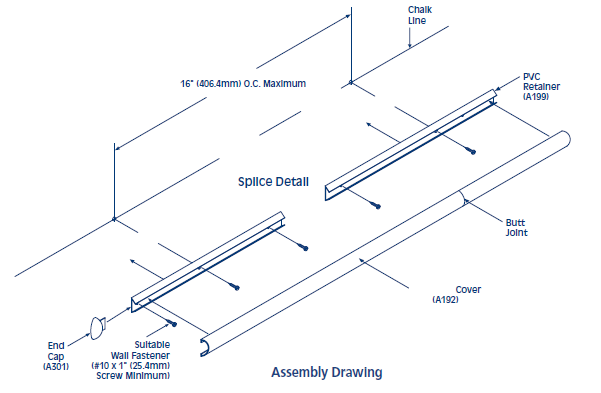 Chalk
Line
16" (406.4mm) O.C. Maximum
PVC
Retainer
(A199)
Splice Detail
Butt
Joint
Cover
(A192)
End
Cap
(A301)
Suitable
Wall Fastener
(#10 x 1" (25.4mm)
Screw Minimum)
Assembly Drawing